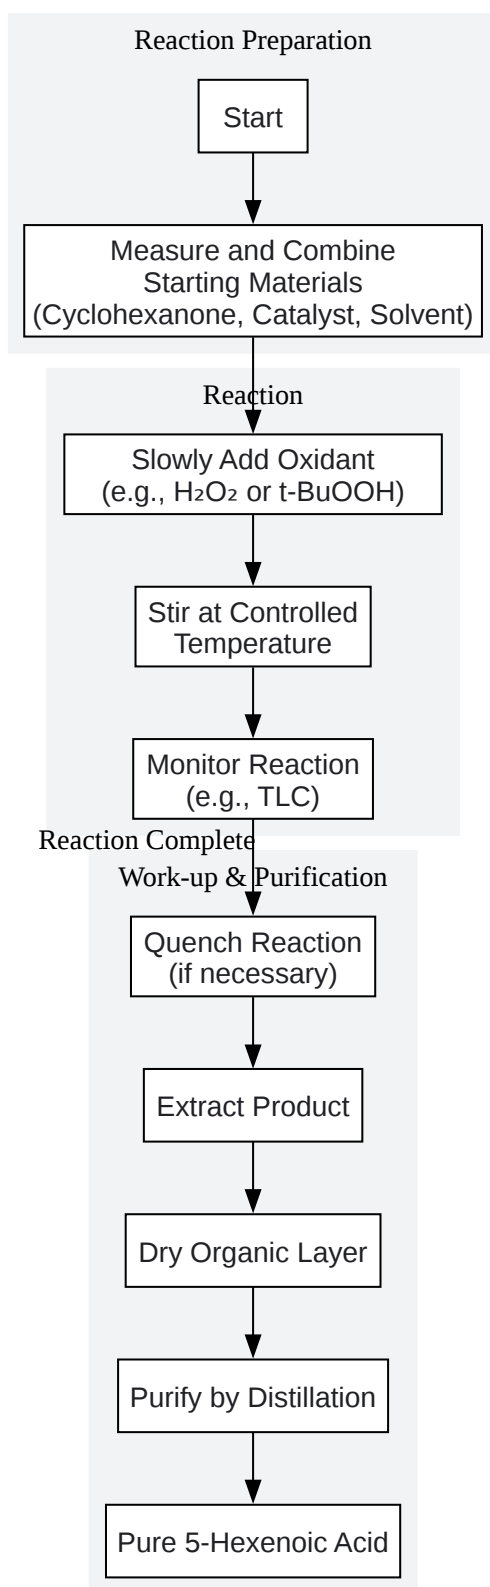 Reaction Preparation
Start
Measure and Combine
Starting Materials
(Cyclohexanone, Catalyst, Solvent)
Reaction
Slowly Add Oxidant
(e.g., H₂O₂ or t-BuOOH)
Stir at Controlled
Temperature
Monitor Reaction
(e.g., TLC)
Reaction Complete
Work-up & Purification
Quench Reaction
(if necessary)
Extract Product
Dry Organic Layer
Purify by Distillation
Pure 5-Hexenoic Acid